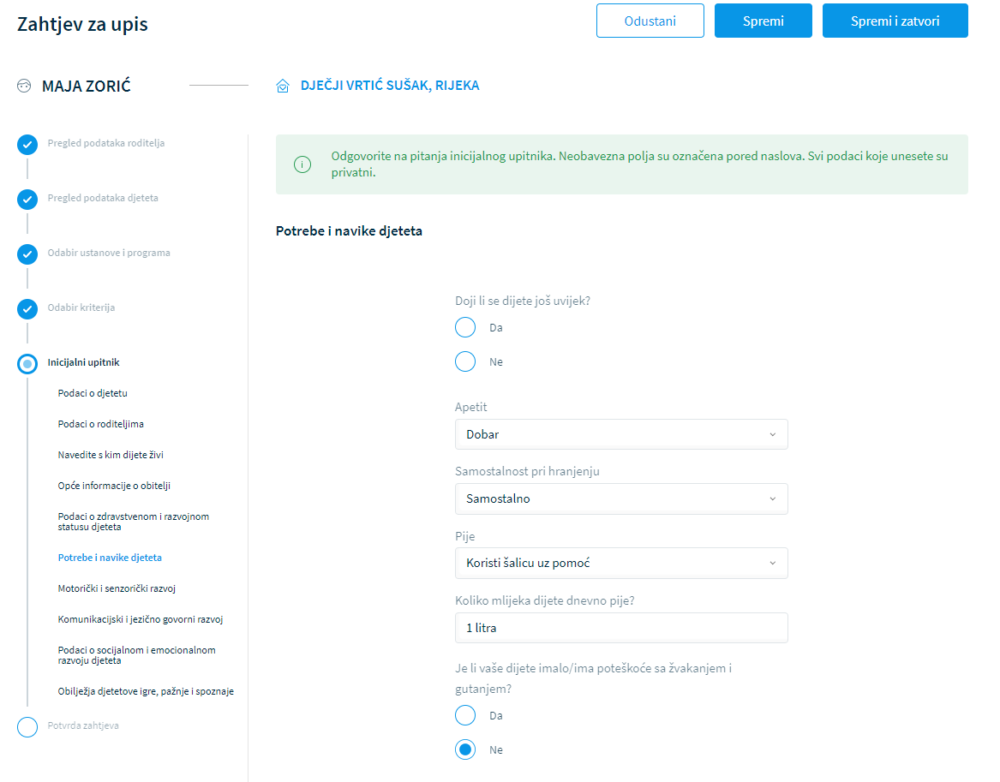 Zahtjev za upis
Odustani
Spremi
Spremi i zatvori
MAJA ZORIĆ
DJEČJI VRTIĆ SUŠAK, RIJEKA
Pregled podataka roditelja
Pregled podataka djeteta
Odabir ustanove i programa
Odabir kriterija
Inicijalni upitnik
Podaci o djetetu
Podaci o roditeljima
Navedite s kim dijete živi
Opće informacije o obitelji
Podaci o zdravstvenom i razvojnom
statusu djeteta
Potrebe i navike djeteta
Motorički i senzorički razvoj
Komunikacijski i jezično govorni razvoj
Podaci o socijalnom i emocionalnom
razvoju djeteta
Obilježja djetetove igre, pažnje i spoznaje
Potvrda zahtjeva
Odgovorite na pitanja inicijalnog upitnika. Neobavezna polja su označena pored naslova. Svi podaci koje unesete su
privatni.
Potrebe i navike djeteta
Doji li se dijete još uvijek?
Da
Ne
Apetit
Dobar
Samostalnost pri hranjenju
Samostalno
Pije
Koristi šalicu uz pomoć
Koliko mlijeka dijete dnevno pije?
1 litra
Je li vaše dijete imalo/ima poteškoće sa žvakanjem i
gutanjem?
Da
Ne